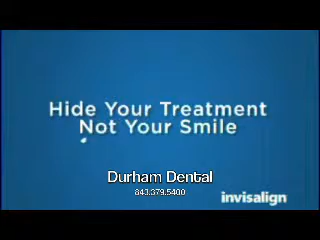 Hide Your Treatment
Not Your Smile
Durham Dental
843.379.5400
invisalign